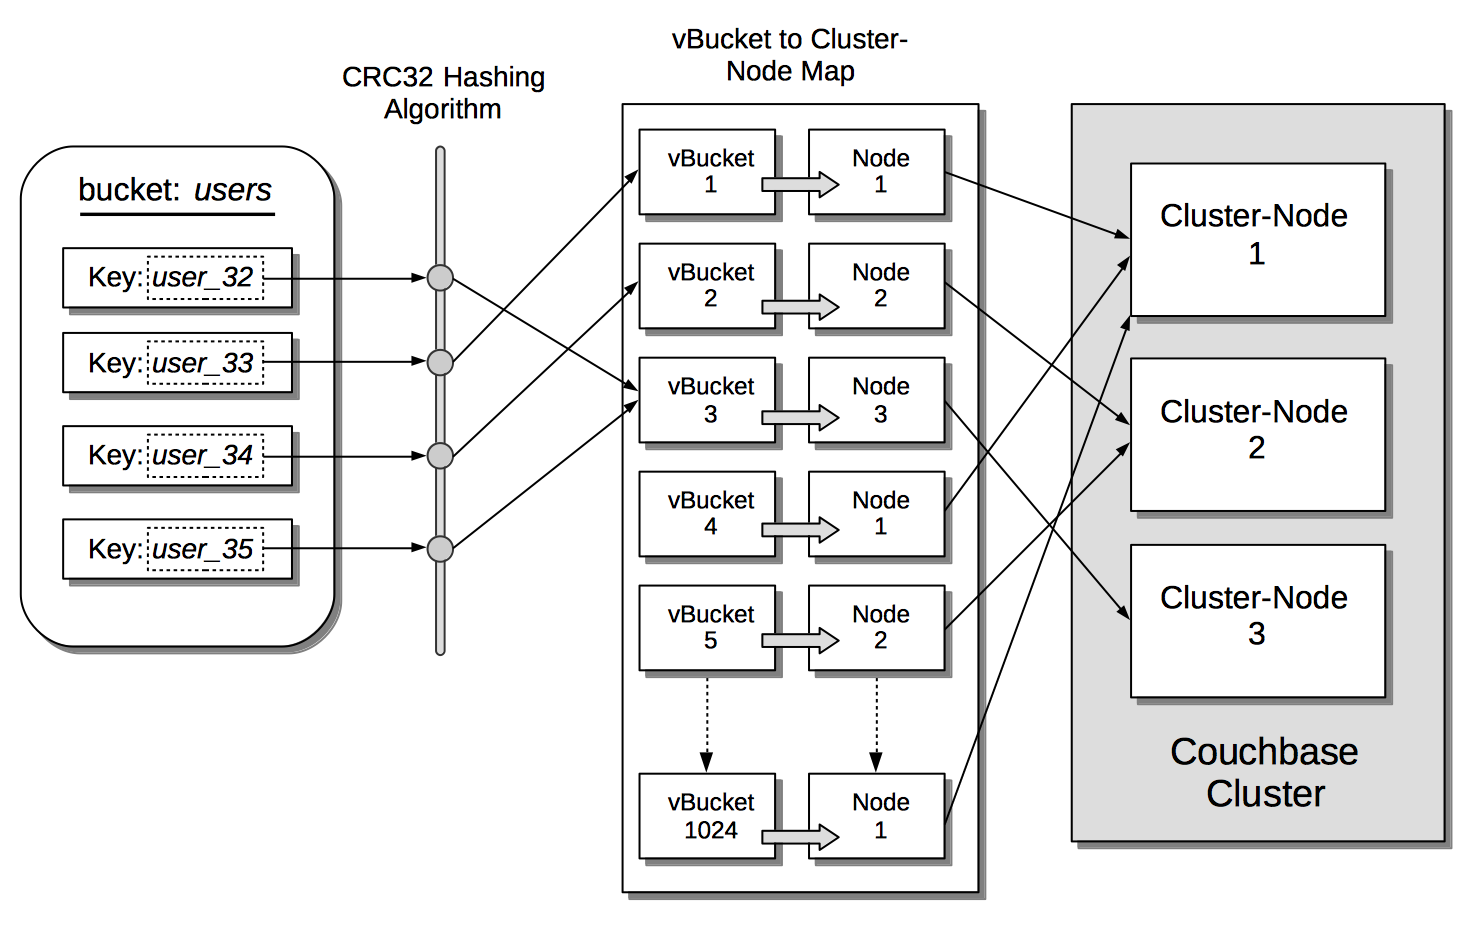 vBucket to Cluster-
Node Map
CRC32 Hashing
Algorithm
bucket: users
Key: user_32
Key: user_33
Key: user_34
Key: user_35
vBucket
1
Node
1
vBucket
2
Node
2
vBucket
3
Node
3
vBucket
4
Node
1
vBucket
5
Node
2
vBucket
1024
Node
1
Cluster-Node
1
Cluster-Node
2
Cluster-Node
3
Couchbase
Cluster